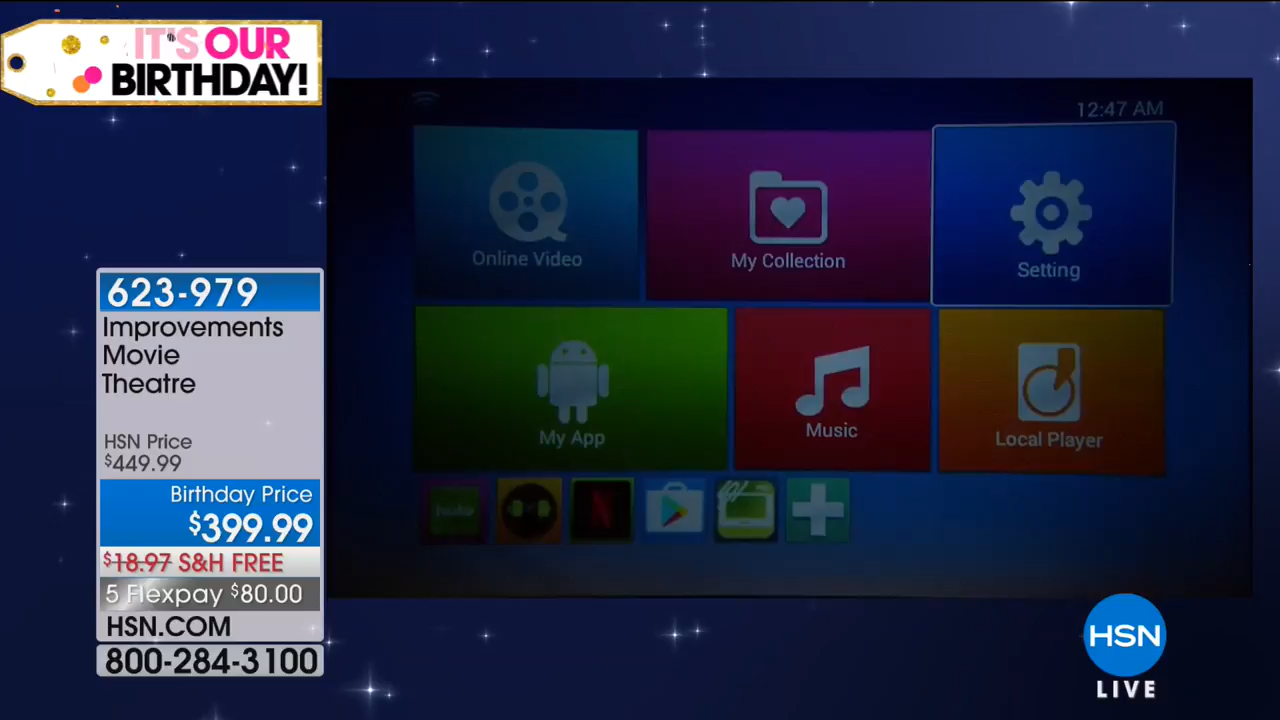 IT'S OUR
BIRTHDAY!
12:47 AM
Online Video
My Collection
Setting
My App
Music
Local Player
hulu
N
623-979
Improvements
Movie
Theatre
HSN Price
$449.99
Birthday Price
$399.99
$18.97 S&H FREE
5 Flexpay $80.00
HSN.COM
800-284-3100
HSN
LIVE